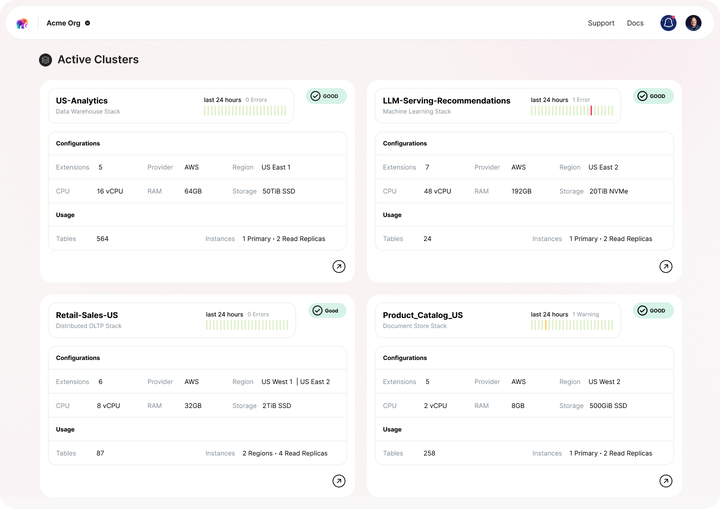 Acme Org
Support Docs
Active Clusters
US-Analytics
Data Warehouse Stack
last 24 hours 0 Errors
GOOD
Configurations
Extensions 5 Provider AWS Region US East 1
CPU 16 vCPU RAM 64GB Storage 50TiB SSD
Usage
Tables 564 Instances 1 Primary • 2 Read Replicas
LLM-Serving-Recommendations
Machine Learning Stack
last 24 hours 1 Error
GOOD
Configurations
Extensions 7 Provider AWS Region US East 2
CPU 48 vCPU RAM 192GB Storage 20TiB NVMe
Usage
Tables 24 Instances 1 Primary • 2 Read Replicas
Retail-Sales-US
Distributed OLTP Stack
last 24 hours 0 Errors
Good
Configurations
Extensions 6 Provider AWS Region US West 1 | US East 2
CPU 8 vCPU RAM 32GB Storage 2TiB SSD
Usage
Tables 87 Instances 2 Regions • 4 Read Replicas
Product_Catalog_US
Document Store Stack
last 24 hours 1 Warning
GOOD
Configurations
Extensions 5 Provider AWS Region US West 2
CPU 2 vCPU RAM 8GB Storage 500GiB SSD
Usage
Tables 258 Instances 1 Primary • 2 Read Replicas